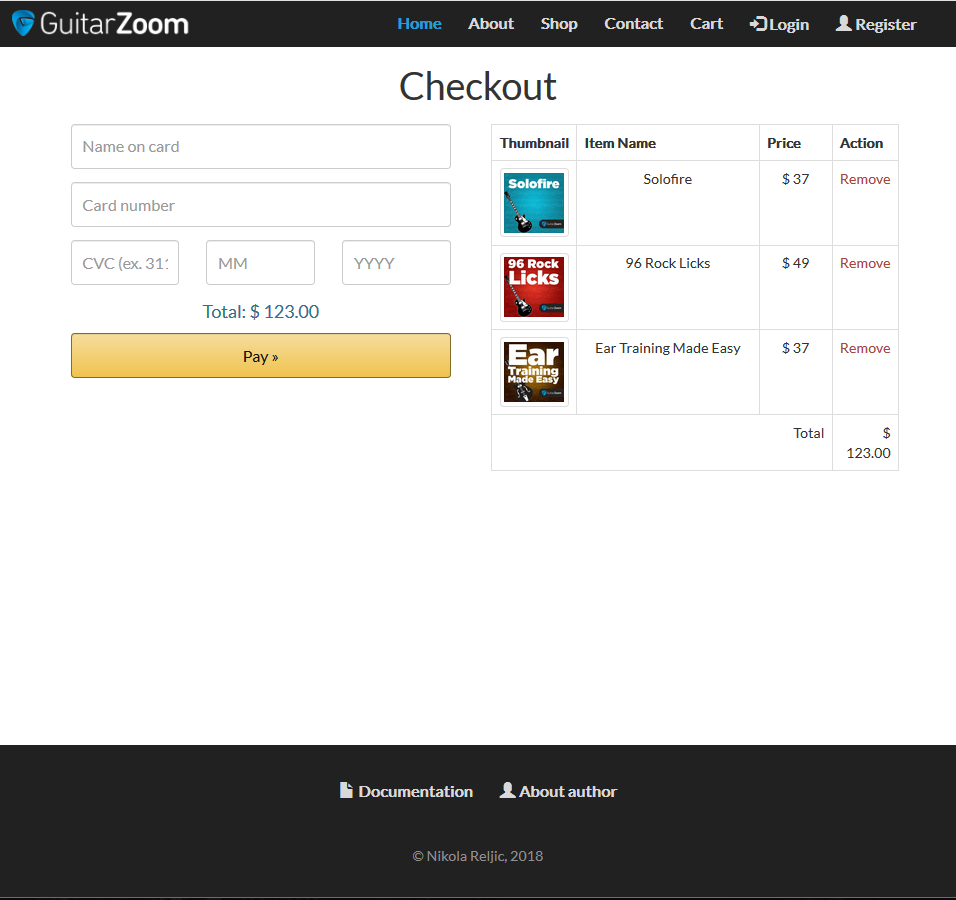 GuitarZoom
Home About Shop Contact Cart Login Register
Checkout
Name on card
Card number
CVC (ex. 311
MM
YYYY
Total: $ 123.00
Pay »
Thumbnail Item Name Price Action
Solofire
Solofire $ 37 Remove
96 Rock
Licks
96 Rock Licks $ 49 Remove
Ear
Training
Made Easy
Ear Training Made Easy $ 37 Remove
Total $
123.00
Documentation About author
© Nikola Reljic, 2018